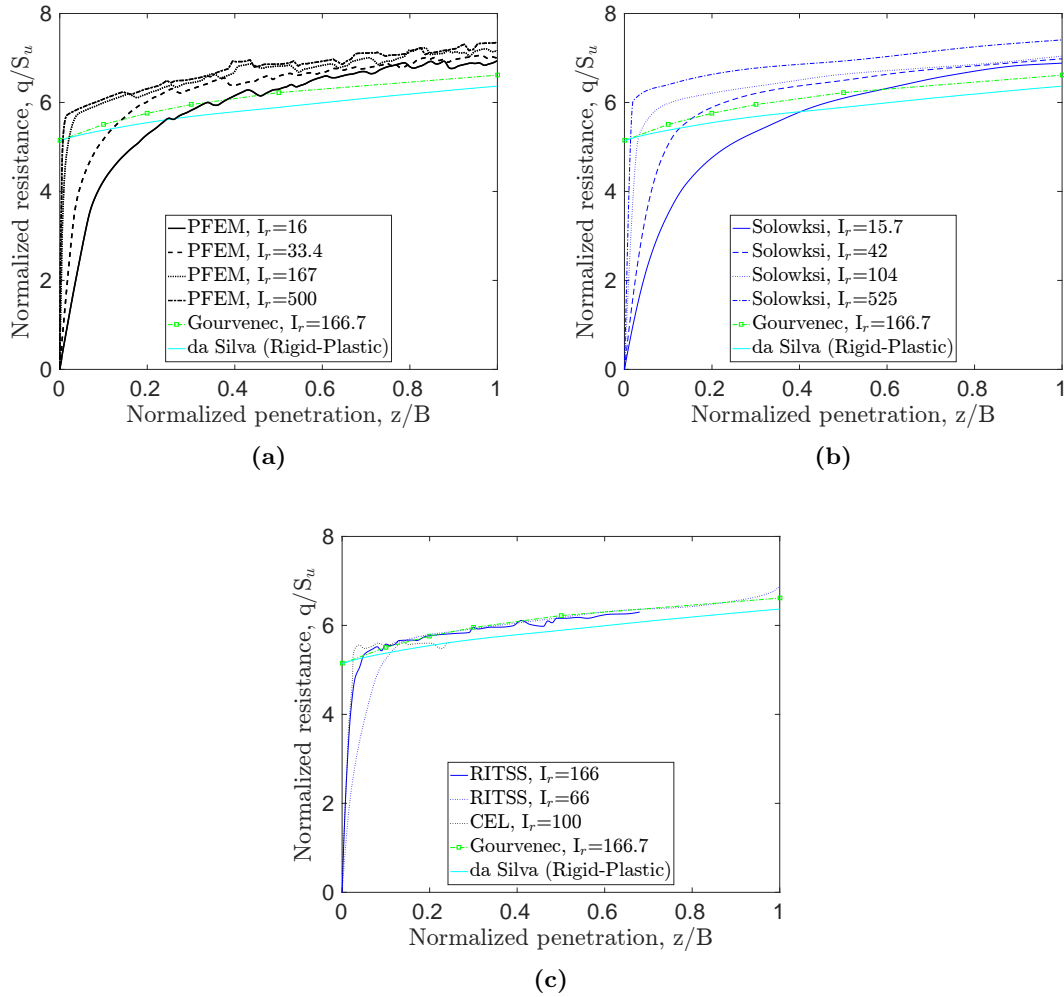 8
6
4
2
0
Normalized resistance, q/S_u
PFEM, I_r=16
PFEM, I_r=33.4
PFEM, I_r=167
PFEM, I_r=500
Gourvenec, I_r=166.7
da Silva (Rigid-Plastic)
0 0.2 0.4 0.6 0.8 1
Normalized penetration, z/B
(a)
8
6
4
2
0
Normalized resistance, q/S_u
Solowksi, I_r=15.7
Solowksi, I_r=42
Solowksi, I_r=104
Solowksi, I_r=525
Gourvenec, I_r=166.7
da Silva (Rigid-Plastic)
0 0.2 0.4 0.6 0.8 1
Normalized penetration, z/B
(b)
8
6
4
2
0
Normalized resistance, q/S_u
RITSS, I_r=166
RITSS, I_r=66
CEL, I_r=100
Gourvenec, I_r=166.7
da Silva (Rigid-Plastic)
0 0.2 0.4 0.6 0.8 1
Normalized penetration, z/B
(c)